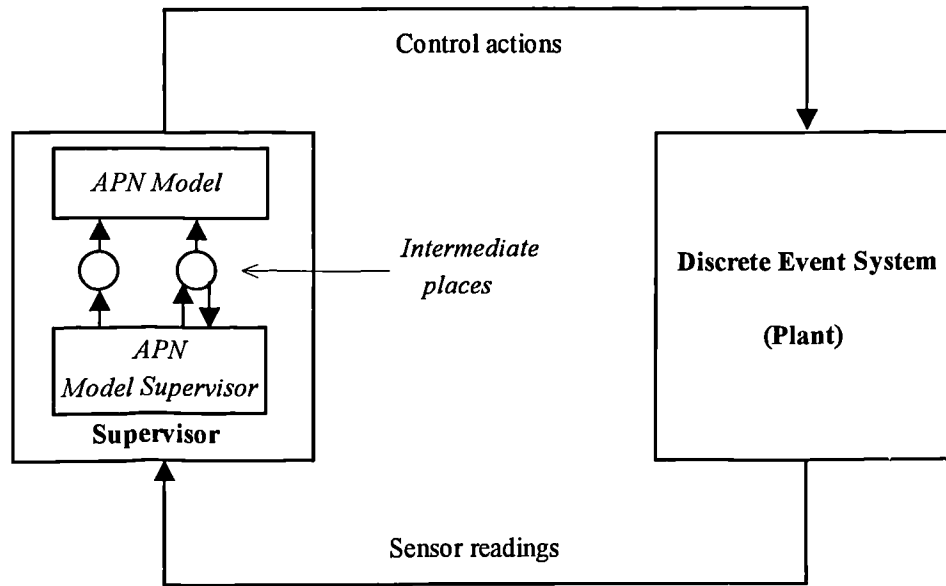 Control actions
APN Model
Intermediate
places
APN
Model Supervisor
Supervisor
Discrete Event System
(Plant)
Sensor readings